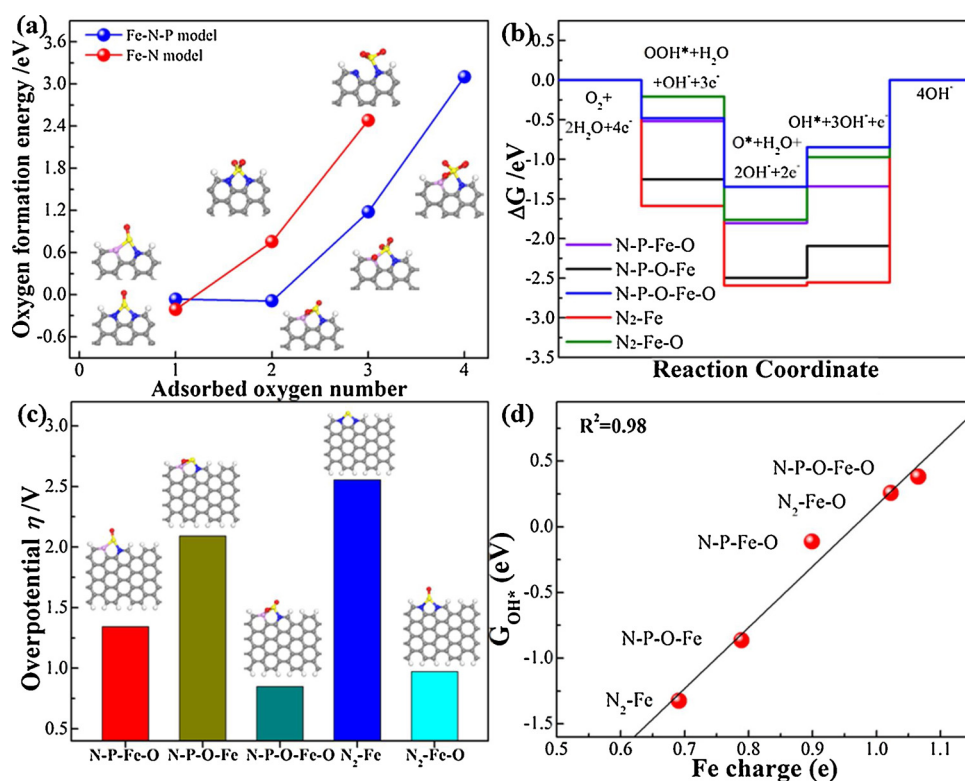 (a)
Fe-N-P model
Fe-N model
Oxygen formation energy /eV
3.6
3.0
2.4
1.8
1.2
0.6
0.0
-0.6
0 1 2 3 4
Adsorbed oxygen number
(b)
ΔG /eV
0.5
0.0
-0.5
-1.0
-1.5
-2.0
-2.5
-3.0
-3.5
OOH*+H₂O
+OH⁻+3e⁻
O₂+
2H₂O+4e⁻
O*+H₂O+
2OH⁻+2e⁻
OH*+3OH⁻+e⁻
4OH⁻
N-P-Fe-O
N-P-O-Fe
N-P-O-Fe-O
N₂-Fe
N₂-Fe-O
Reaction Coordinate
(c)
Overpotential η /V
3.0
2.5
2.0
1.5
1.0
0.5
N-P-Fe-O N-P-O-Fe N-P-O-Fe-O N₂-Fe N₂-Fe-O
(d)
R²=0.98
G_OH* (eV)
0.5
0.0
-0.5
-1.0
-1.5
N-P-O-Fe-O
N₂-Fe-O
N-P-Fe-O
N-P-O-Fe
N₂-Fe
0.5 0.6 0.7 0.8 0.9 1.0 1.1
Fe charge (e)